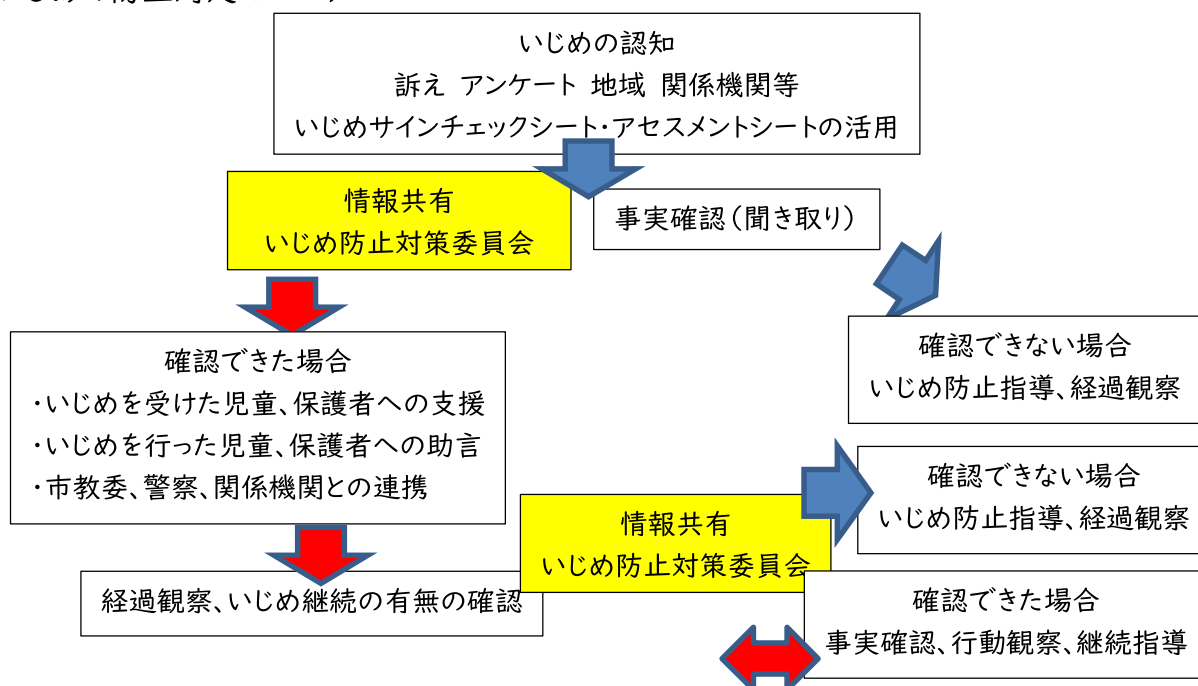 いじめの認知
訴え アンケート 地域 関係機関等
いじめサインチェックシート・アセスメントシートの活用
情報共有
いじめ防止対策委員会
事実確認(聞き取り)
確認できた場合
・いじめを受けた児童、保護者への支援
・いじめを行った児童、保護者への助言
・市教委、警察、関係機関との連携
確認できない場合
いじめ防止指導、経過観察
確認できない場合
いじめ防止指導、経過観察
情報共有
いじめ防止対策委員会
経過観察、いじめ継続の有無の確認
確認できた場合
事実確認、行動観察、継続指導